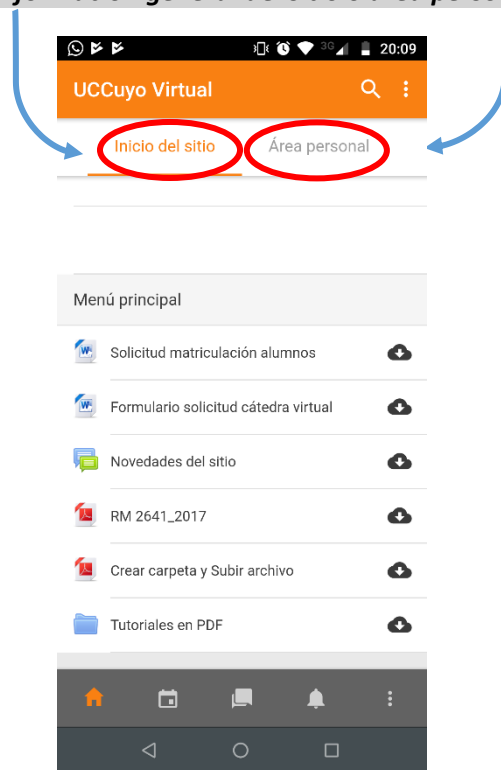 3G 20:09
UCCuyo Virtual
Inicio del sitio Área personal
Menú principal
Solicitud matriculación alumnos
Formulario solicitud cátedra virtual
Novedades del sitio
RM 2641_2017
Crear carpeta y Subir archivo
Tutoriales en PDF